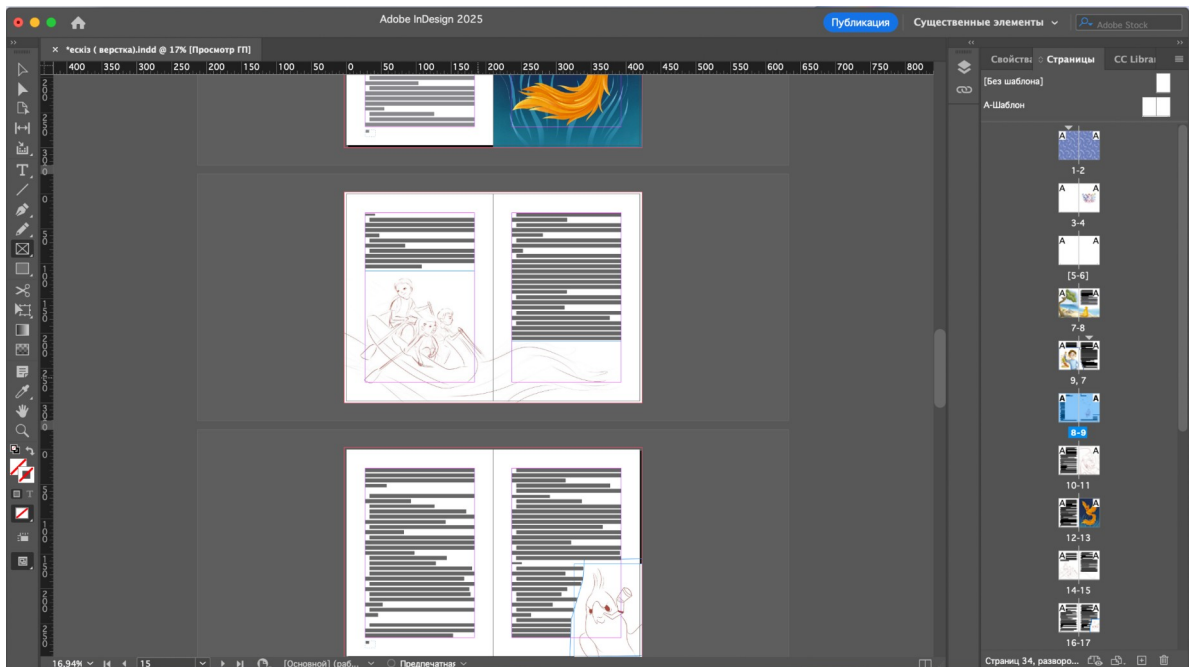 Adobe InDesign 2025
Публикация
Существенные элементы
Adobe Stock
× *ескіз ( верстка).indd @ 17% [Просмотр ГП]
400 350 300 250 200 150 100 50 0 50 100 150 200 250 300 350 400 450 500 550 600 650 700 750 800
Свойства Страницы CC Librai
[Без шаблона]
A-Шаблон
A A
1-2
A A
3-4
A A
[5-6]
A A
7-8
A A
9, 7
A A
8-9
A A
10-11
A A
12-13
A A
14-15
A A
16-17
16,94% 15 [Основной] (раб... Предпечатная
Страниц 34, разворо...